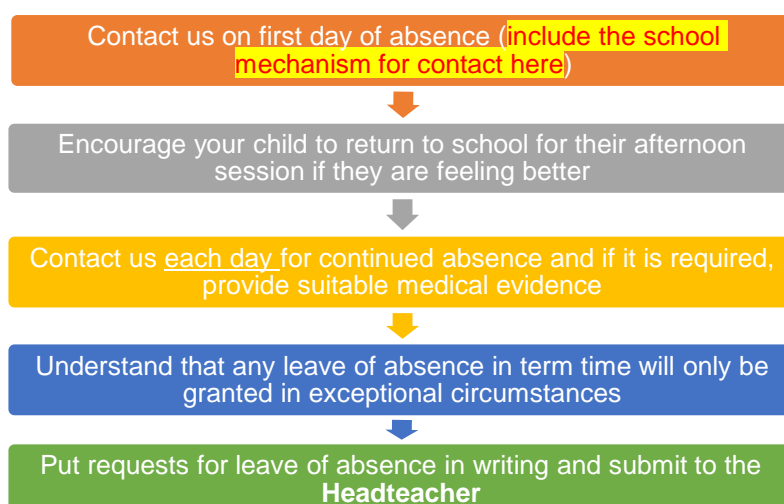 Contact us on first day of absence (include the school
mechanism for contact here)
Encourage your child to return to school for their afternoon
session if they are feeling better
Contact us each day for continued absence and if it is required,
provide suitable medical evidence
Understand that any leave of absence in term time will only be
granted in exceptional circumstances
Put requests for leave of absence in writing and submit to the
Headteacher